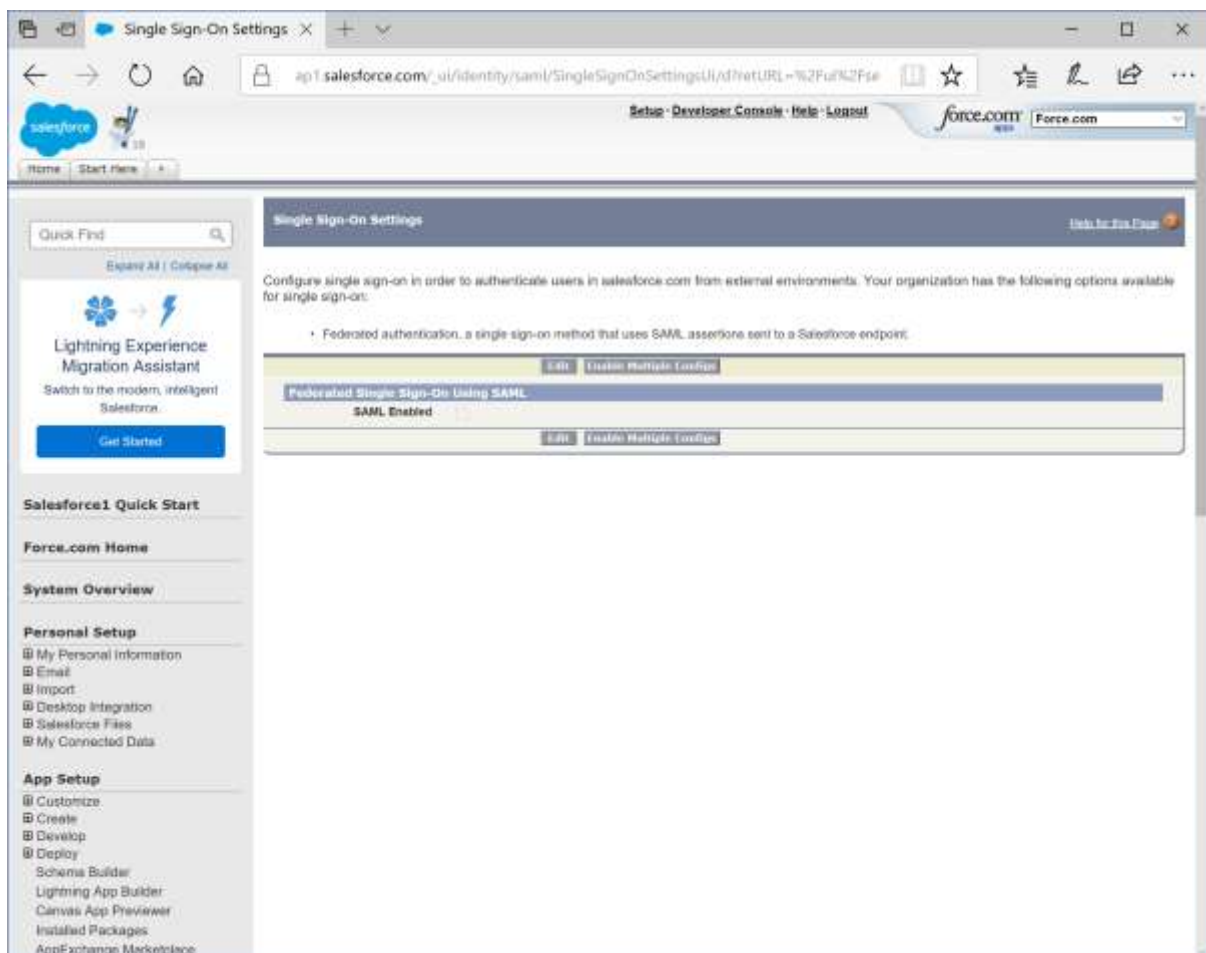 Single Sign-On Settings
ap1.salesforce.com/_ui/identity/saml/SingleSignOnSettingsUi/d?retURL=%2Fui%2Fse
salesforce
18
Setup · Developer Console · Help · Logout
force.com
apps
Force.com
Home
Start Here
+
Quick Find
Expand All | Collapse All
Lightning Experience
Migration Assistant
Switch to the modern, intelligent
Salesforce.
Get Started
Salesforce1 Quick Start
Force.com Home
System Overview
Personal Setup
My Personal Information
Email
Import
Desktop Integration
Salesforce Files
My Connected Data
App Setup
Customize
Create
Develop
Deploy
Schema Builder
Lightning App Builder
Canvas App Previewer
Installed Packages
AppExchange Marketplace
Single Sign-On Settings
Help for this Page
Configure single sign-on in order to authenticate users in salesforce.com from external environments. Your organization has the following options available
for single sign-on:
• Federated authentication, a single sign-on method that uses SAML assertions sent to a Salesforce endpoint.
Edit Enable Multiple Configs
Federated Single Sign-On Using SAML
SAML Enabled
Edit Enable Multiple Configs